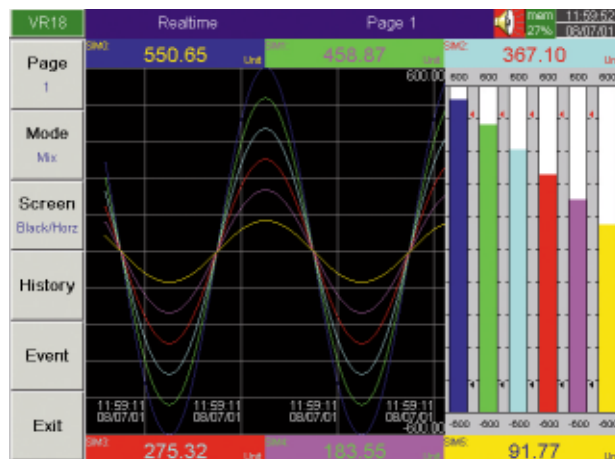 VR18 Realtime Page 1 mem 27% 11:59:52 08/07/01
SIM0: 550.65 Unit SIM1: 458.87 Unit SIM2: 367.10 Un
Page
1
Mode
Mix
Screen
Black/Horz
History
Event
Exit
600.00
11:59:11 11:59:11 11:59:11 11:59:11
08/07/01 08/07/01 08/07/01 08/07/01
-600.00
600 600 600 600 600 600
-600 -600 -600 -600 -600 -600
SIM3: 275.32 Unit SIM4: 183.55 Unit SIM5: 91.77 Un